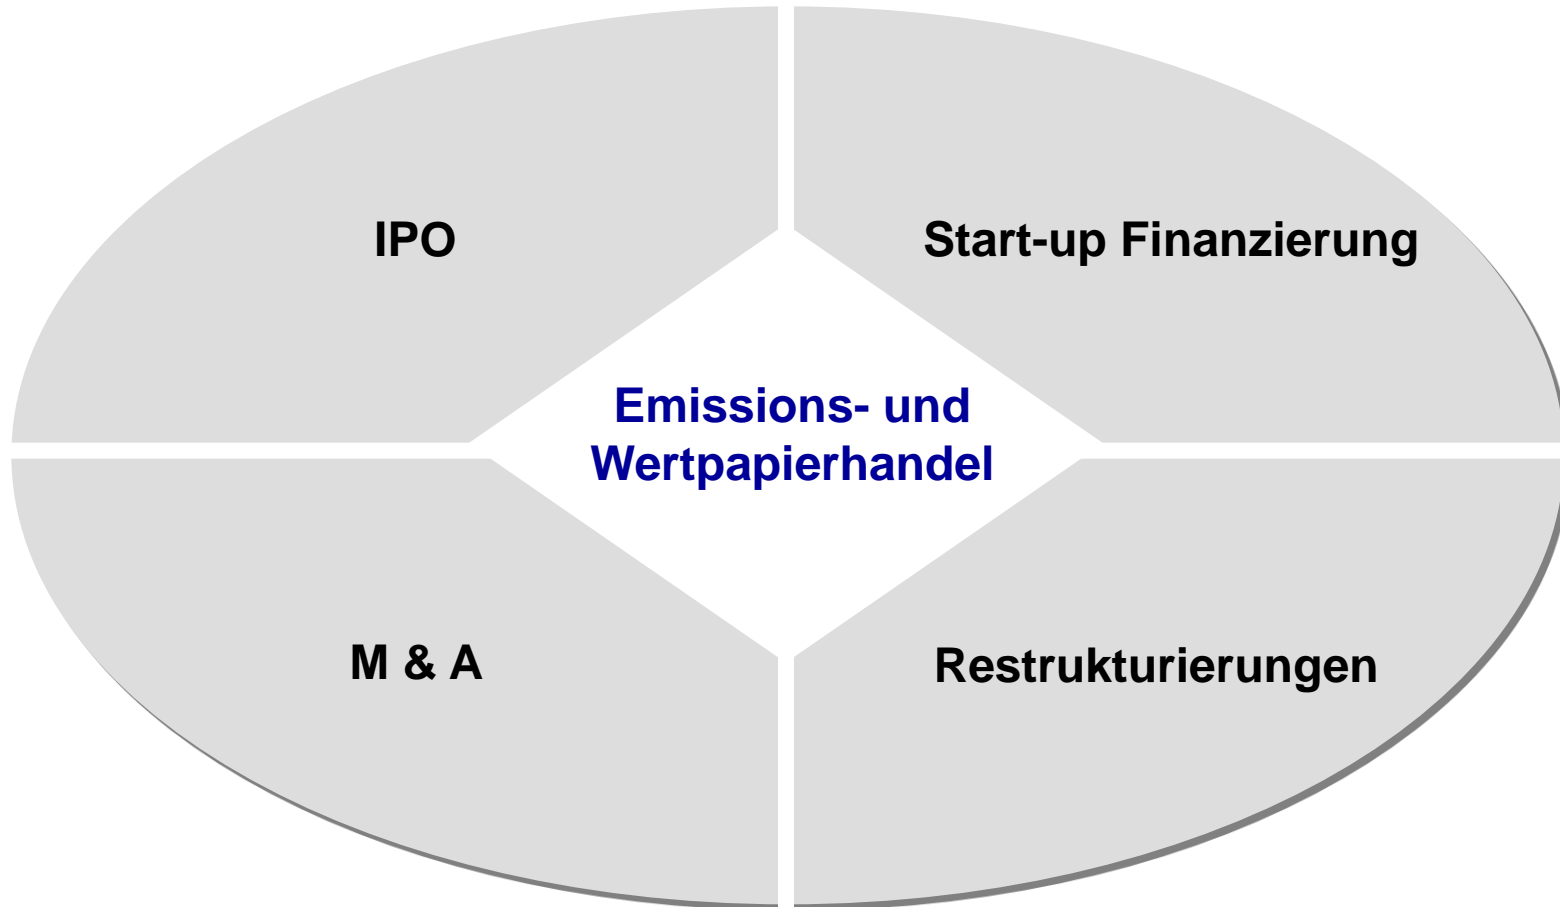 IPO
Start-up Finanzierung
Emissions- und
Wertpapierhandel
M & A
Restrukturierungen